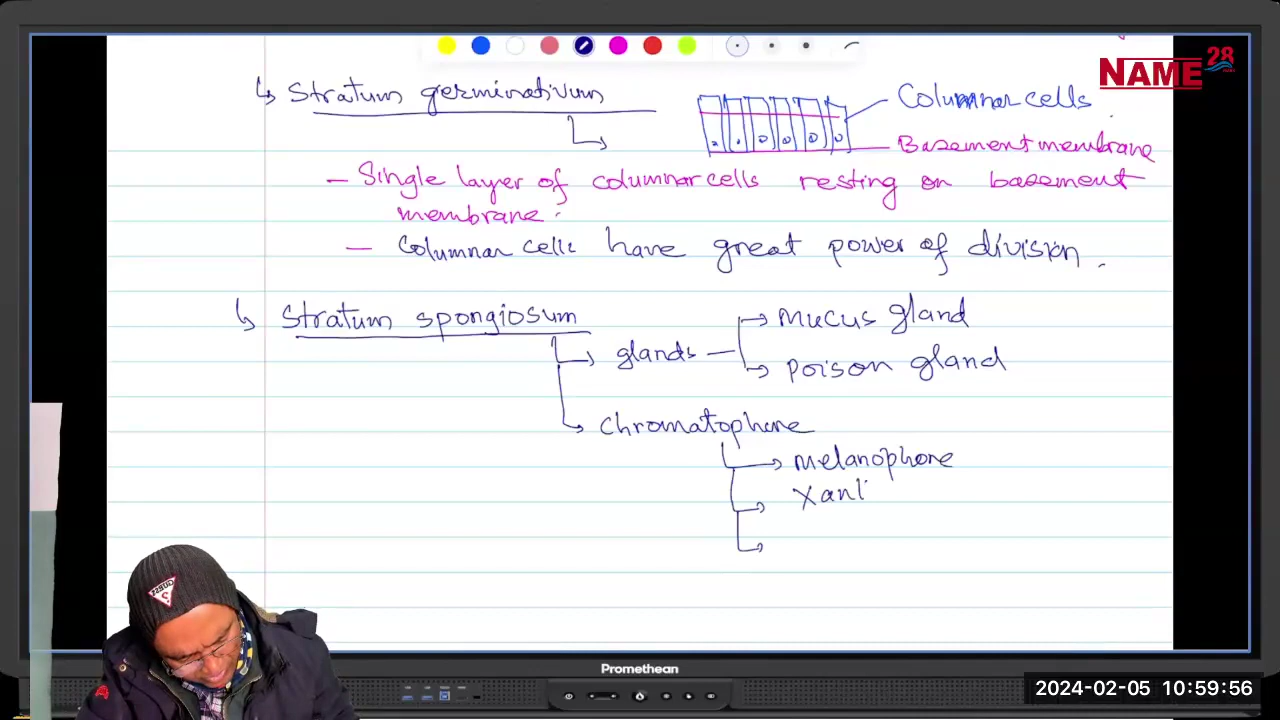 NAME 28
↳ Stratum germinativum
Columnar cells
Basement membrane
- Single layer of columnar cells resting on basement
membrane.
- Columnar cells have great power of division.
↳ Stratum spongiosum
glands
mucus gland
poison gland
chromatophore
melanophore
Xant
Promethean
2024-02-05 10:59:56